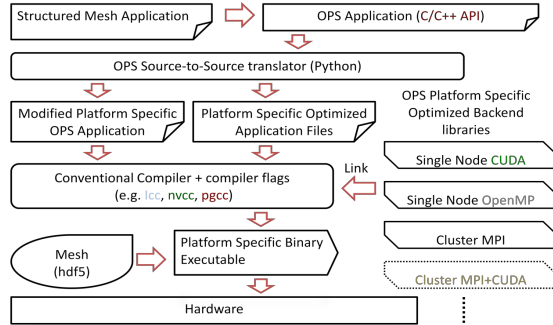 Structured Mesh Application
OPS Application (C/C++ API)
OPS Source-to-Source translator (Python)
Modified Platform Specific
OPS Application
Platform Specific Optimized
Application Files
OPS Platform Specific
Optimized Backend
libraries
Conventional Compiler + compiler flags
(e.g. Icc, nvcc, pgcc)
Link
Single Node CUDA
Single Node OpenMP
Cluster MPI
Cluster MPI+CUDA
Mesh
(hdf5)
Platform Specific Binary
Executable
Hardware